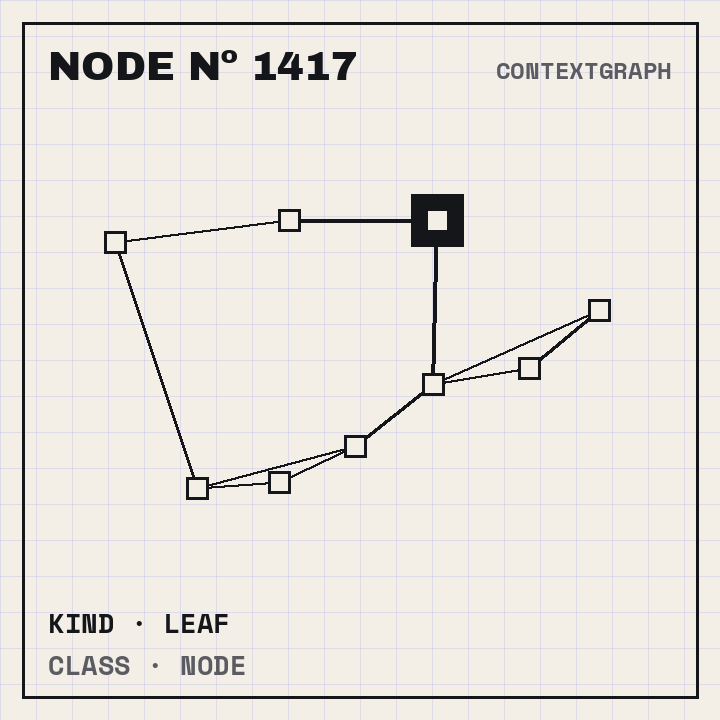 NODE Nº 1417
CONTEXTGRAPH
KIND · LEAF
CLASS · NODE